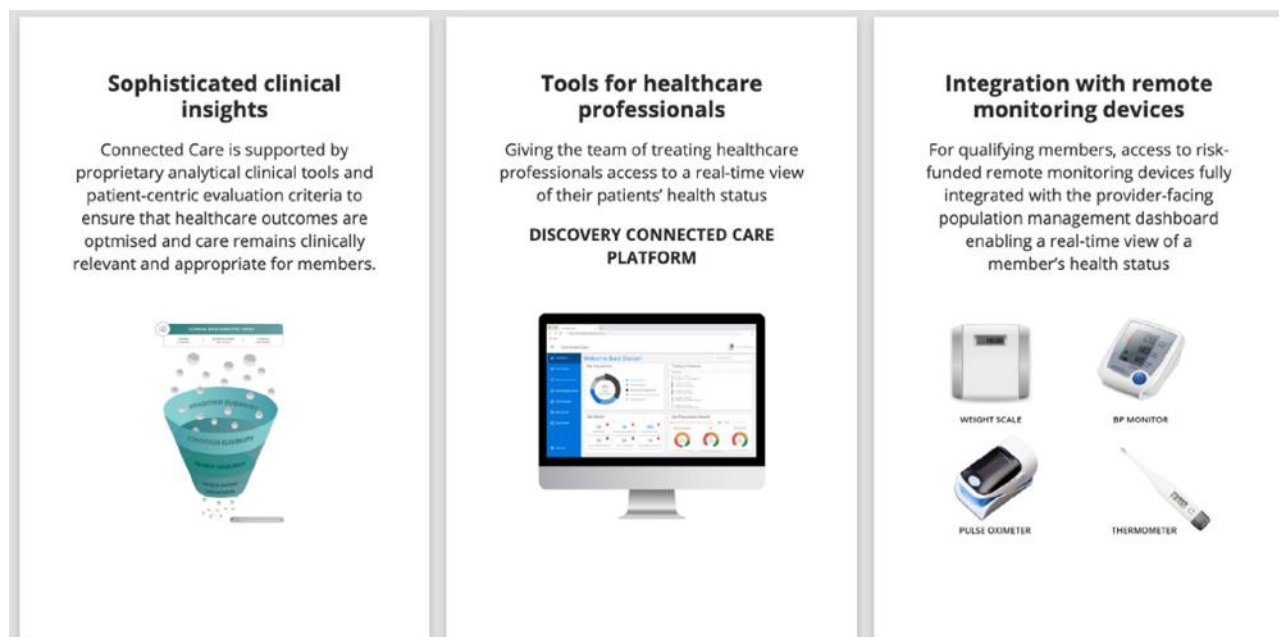 Sophisticated clinical
insights
Connected Care is supported by
proprietary analytical clinical tools and
patient-centric evaluation criteria to
ensure that healthcare outcomes are
optmised and care remains clinically
relevant and appropriate for members.
CONDITION ELIGIBILITY
Tools for healthcare
professionals
Giving the team of treating healthcare
professionals access to a real-time view
of their patients' health status
DISCOVERY CONNECTED CARE
PLATFORM
Welcome Back Doctor!
Integration with remote
monitoring devices
For qualifying members, access to risk-
funded remote monitoring devices fully
integrated with the provider-facing
population management dashboard
enabling a real-time view of a
member's health status
WEIGHT SCALE
BP MONITOR
PULSE OXIMETER
THERMOMETER